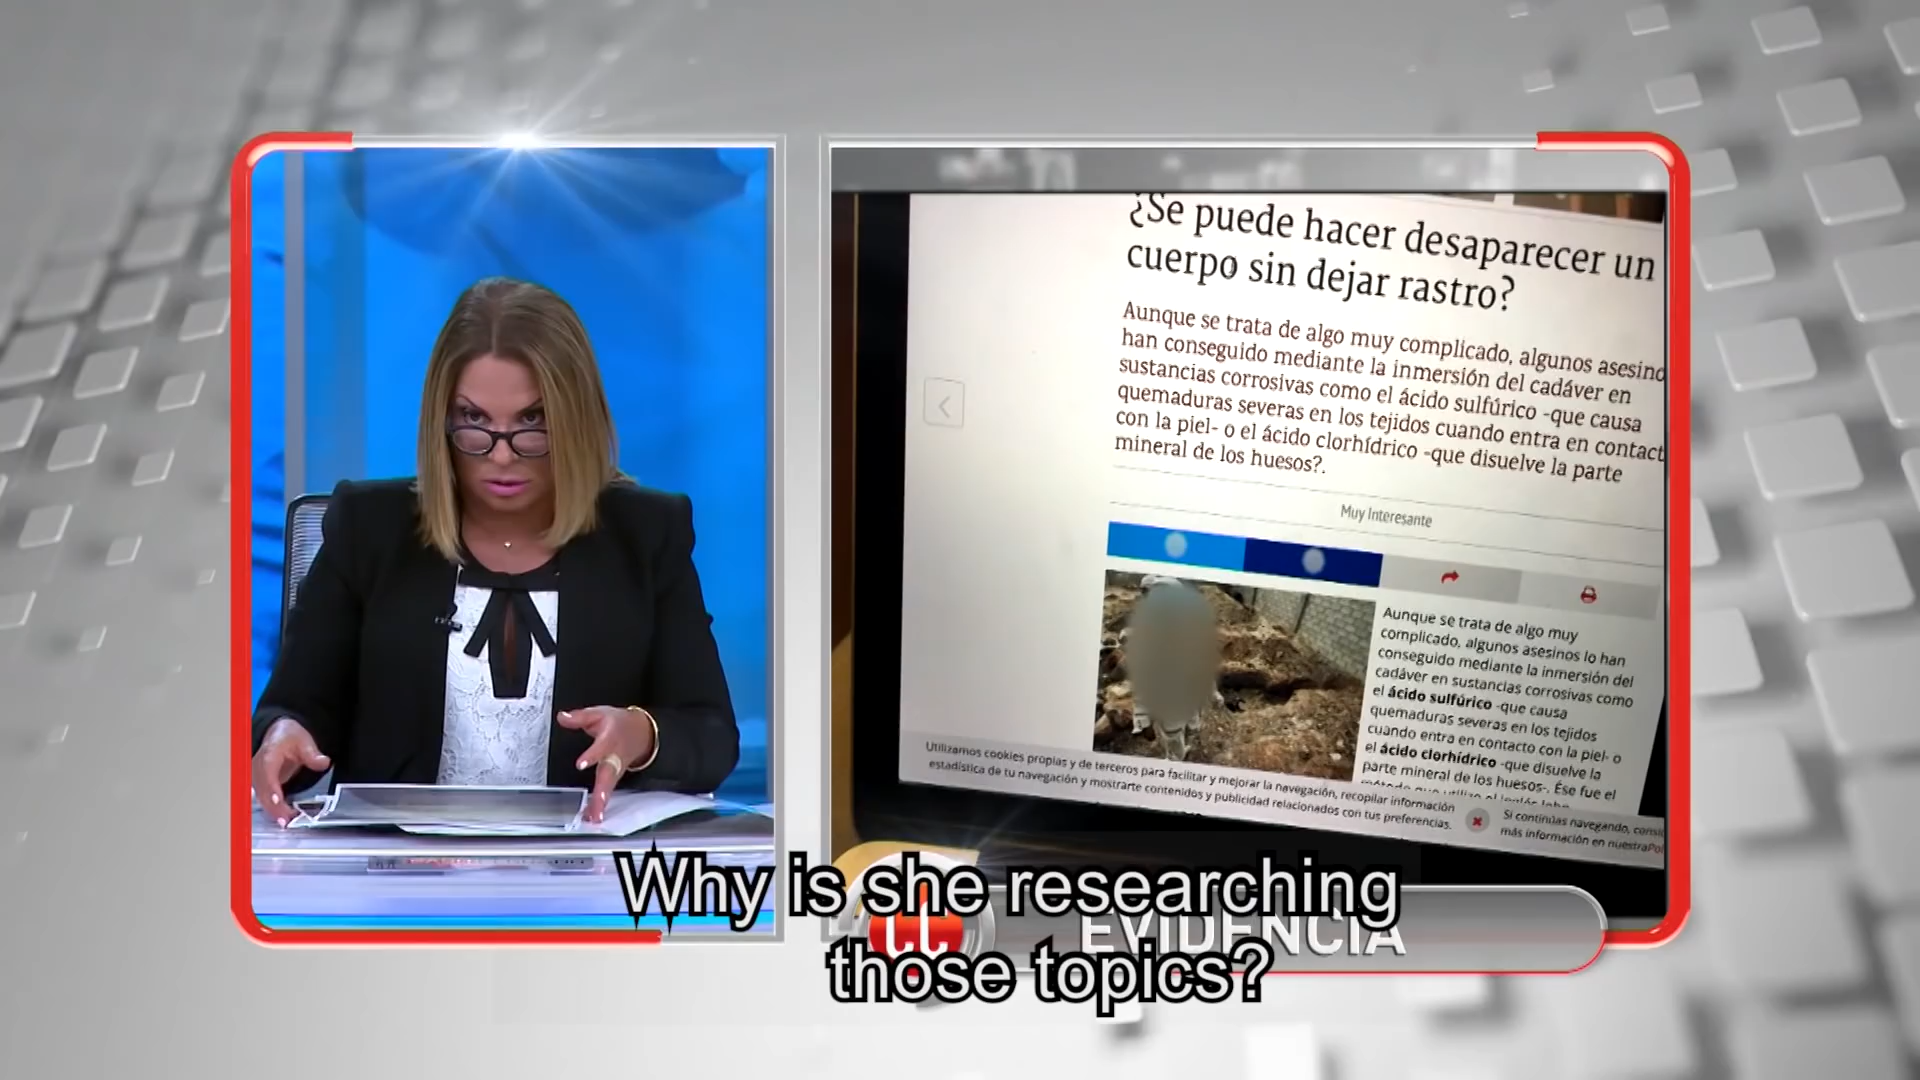 ¿Se puede hacer desaparecer un
cuerpo sin dejar rastro?
Aunque se trata de algo muy complicado, algunos
han conseguido mediante la inmersión del cadáver en
sustancias corrosivas como el ácido sulfúrico -que causa
quemaduras severas en los tejidos cuando entra en
con la piel- o el ácido clorhídrico -que disuelve la parte
mineral de los huesos?.
Muy Interesante
Aunque se trata de algo muy
complicado, algunos asesinos lo han
conseguido mediante la inmersión del
cadáver en sustancias corrosivas como
el ácido sulfúrico -que causa
quemaduras severas en los tejidos
cuando entra en contacto con la piel- o
el ácido clorhídrico -que disuelve la
parte mineral de los huesos-. Ése fue el
Utilizamos cookies propias y de terceros para facilitar y mejorar la navegación, recopilar información
estadística de tu navegación y mostrarte contenidos y publicidad relacionados con tus preferencias.
Si continúas navegando,
más información en nuestra
EVIDENCIA
Why is she researching
those topics?